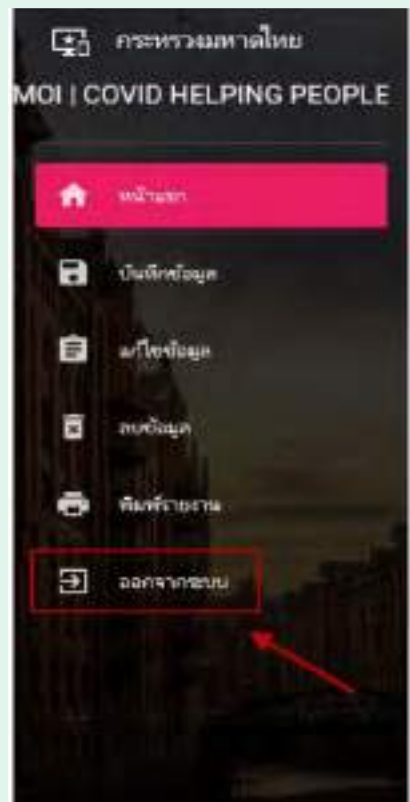 กระทรวงมหาดไทย
MOI | COVID HELPING PEOPLE
หน้าแรก
บันทึกข้อมูล
แก้ไขข้อมูล
ลบข้อมูล
พิมพ์รายงาน
ออกจากระบบ